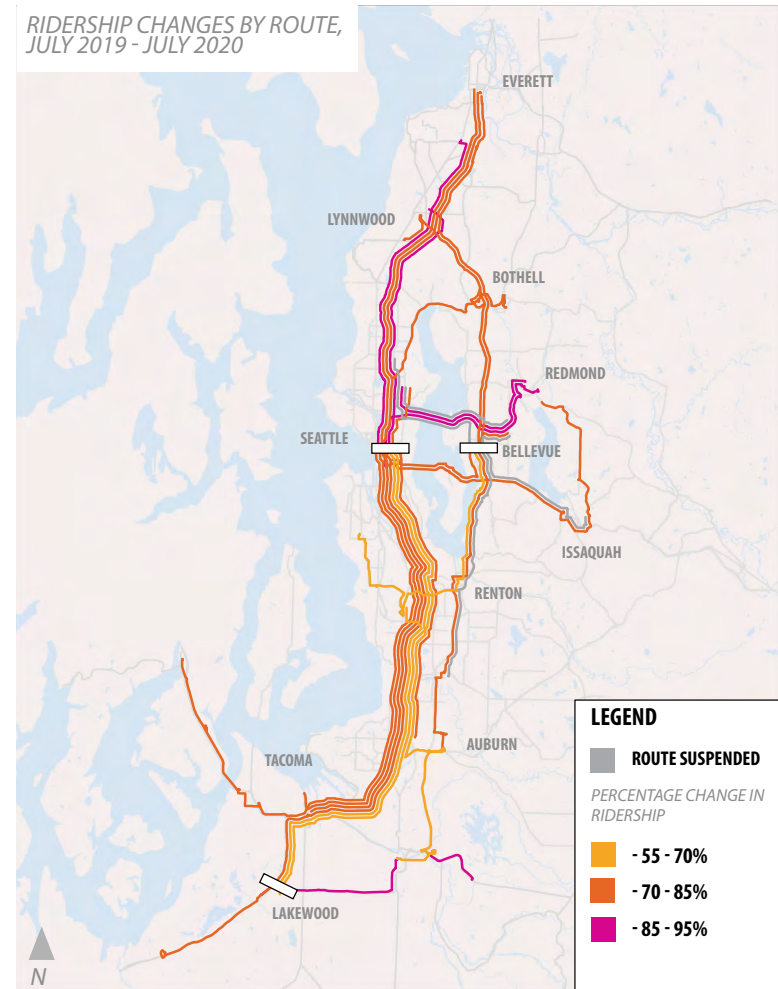 RIDERSHIP CHANGES BY ROUTE,
JULY 2019 - JULY 2020
EVERETT
LYNNWOOD
BOTHELL
REDMOND
SEATTLE
BELLEVUE
ISSAQUAH
RENTON
AUBURN
TACOMA
LAKEWOOD
N
LEGEND
ROUTE SUSPENDED
PERCENTAGE CHANGE IN
RIDERSHIP
- 55 - 70%
- 70 - 85%
- 85 - 95%